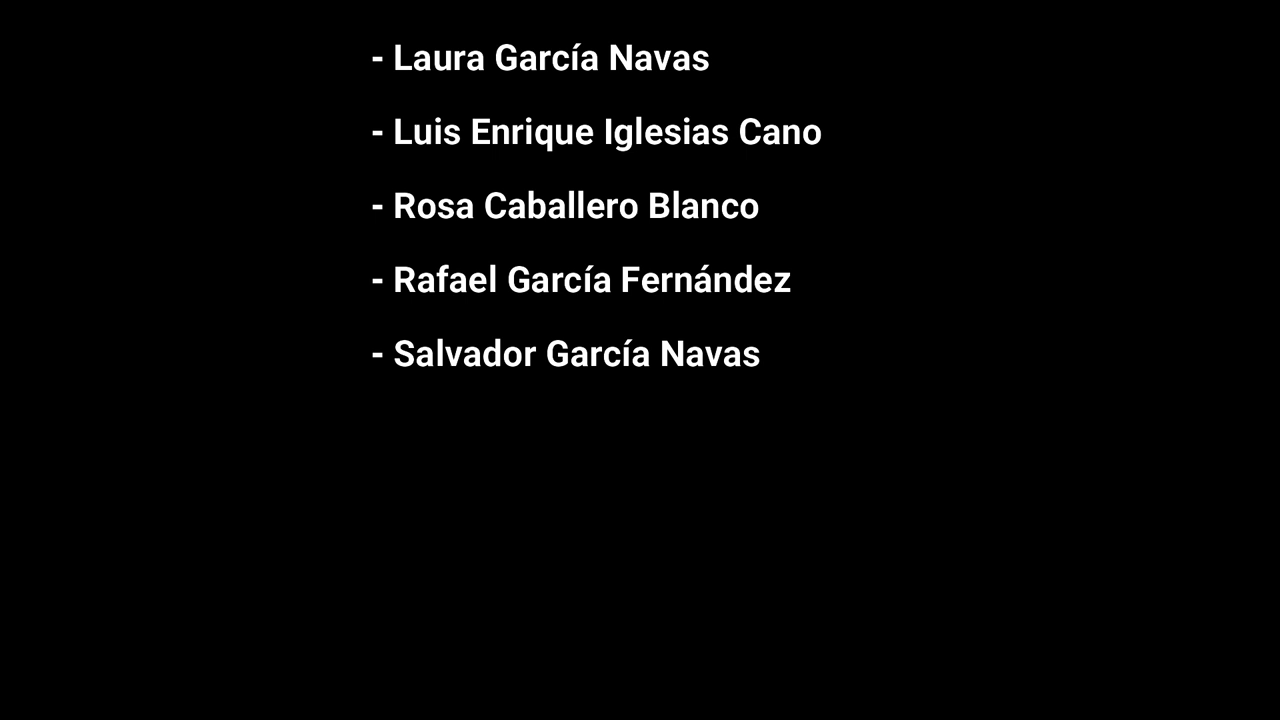 - Laura García Navas
- Luis Enrique Iglesias Cano
- Rosa Caballero Blanco
- Rafael García Fernández
- Salvador García Navas